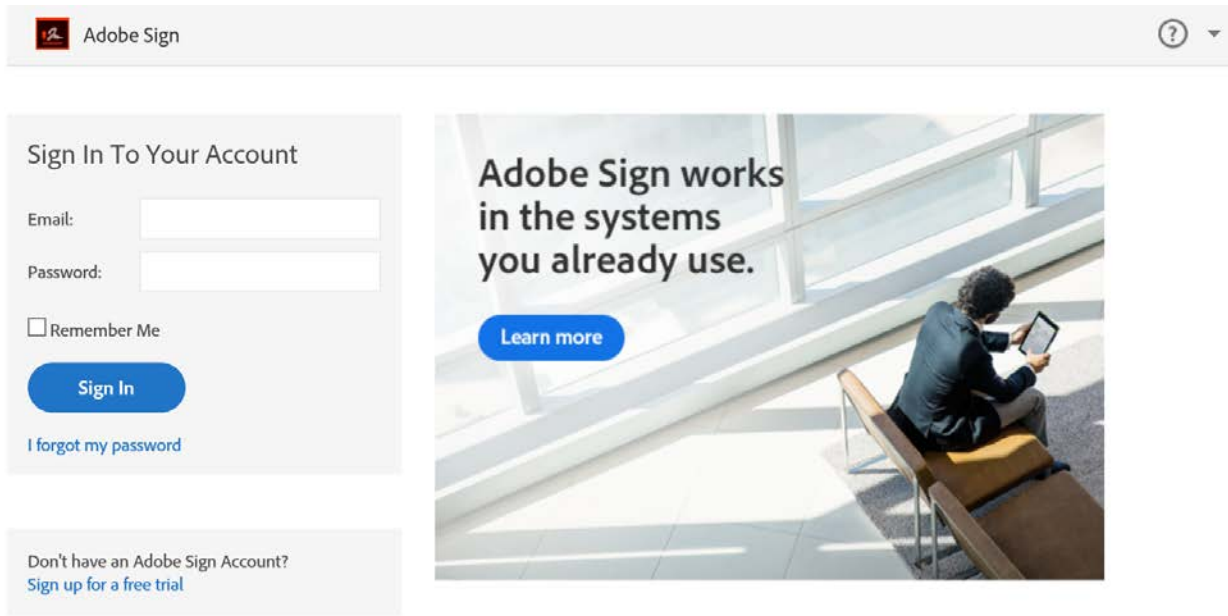 Adobe Sign
Sign In To Your Account
Email:
Password:
Remember Me
Sign In
I forgot my password
Don't have an Adobe Sign Account?
Sign up for a free trial
Adobe Sign works
in the systems
you already use.
Learn more